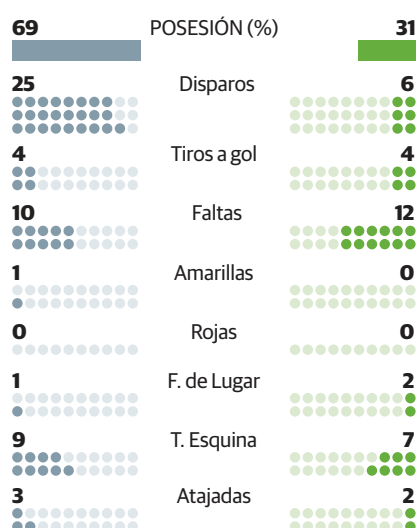 69 POSESIÓN (%) 31
25 Disparos 6
4 Tiros a gol 4
10 Faltas 12
1 Amarillas 0
0 Rojas 0
1 F. de Lugar 2
9 T. Esquina 7
3 Atajadas 2